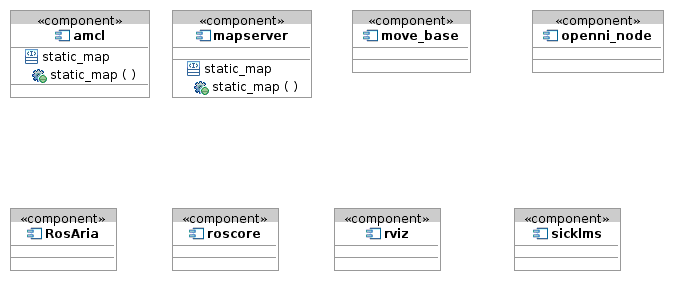 «component»
amcl
static_map
static_map ( )
«component»
mapserver
static_map
static_map ( )
«component»
move_base
«component»
openni_node
«component»
RosAria
«component»
roscore
«component»
rviz
«component»
sicklms